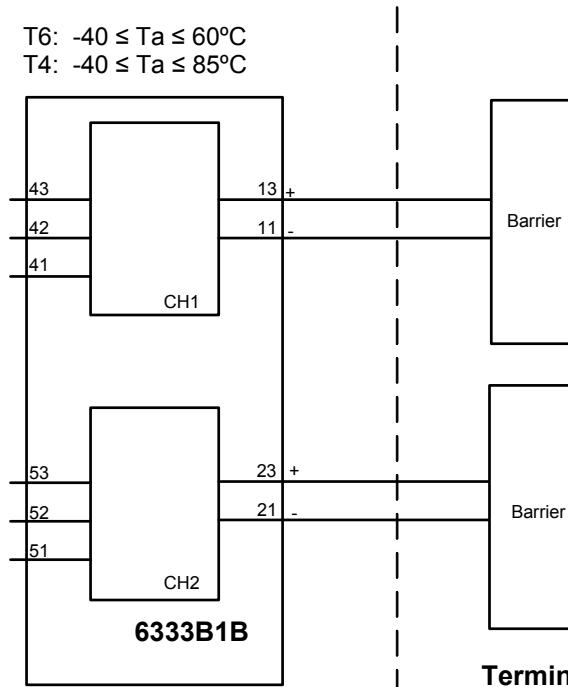 T6: -40 ≤ Ta ≤ 60ºC
T4: -40 ≤ Ta ≤ 85ºC
43
13 +
42
11 -
41
Barrier
CH1
53
23 +
52
21 -
51
Barrier
CH2
6333B1B
Termin